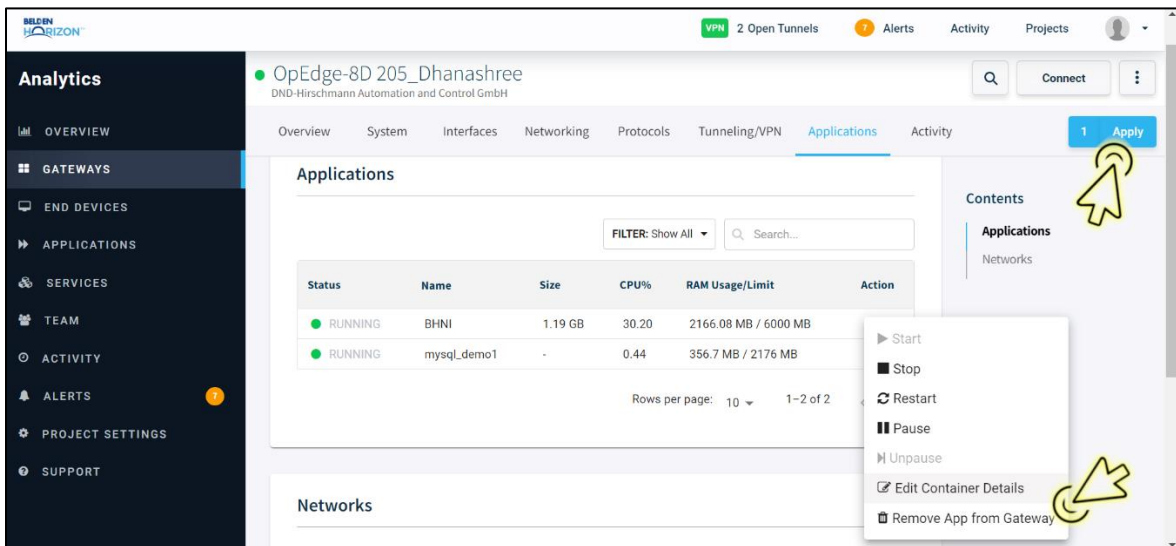 BELDEN
HORIZON™
VPN 2 Open Tunnels 7 Alerts Activity Projects
Analytics
OVERVIEW
GATEWAYS
END DEVICES
APPLICATIONS
SERVICES
TEAM
ACTIVITY
ALERTS 7
PROJECT SETTINGS
SUPPORT
OpEdge-8D 205_Dhanashree
DND-Hirschmann Automation and Control GmbH
Connect
Overview System Interfaces Networking Protocols Tunneling/VPN Applications Activity
1 Apply
Applications
FILTER: Show All Search...
Status Name Size CPU% RAM Usage/Limit Action
RUNNING BHNI 1.19 GB 30.20 2166.08 MB / 6000 MB
RUNNING mysql_demo1 - 0.44 356.7 MB / 2176 MB
Rows per page: 10 1–2 of 2
Start
Stop
Restart
Pause
Unpause
Edit Container Details
Remove App from Gateway
Networks
Contents
Applications
Networks